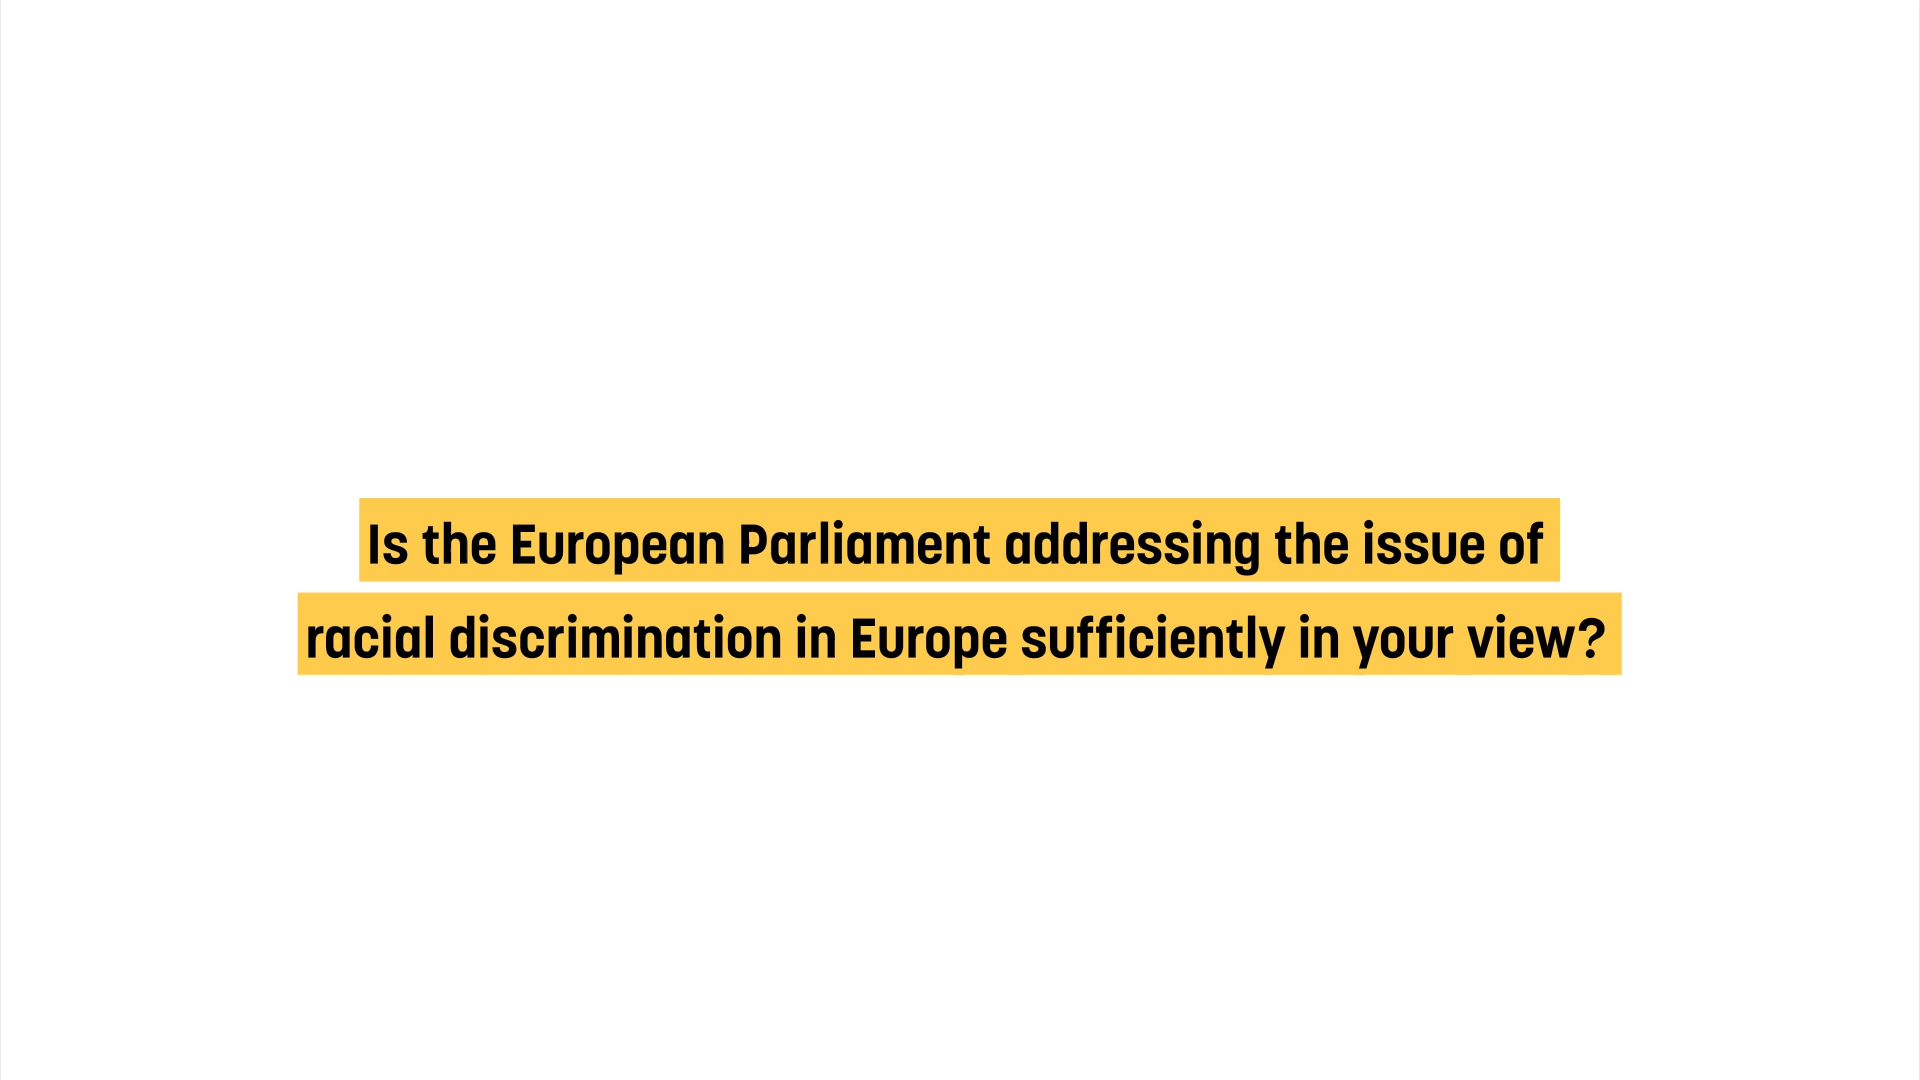 Is the European Parliament addressing the issue of
racial discrimination in Europe sufficiently in your view?